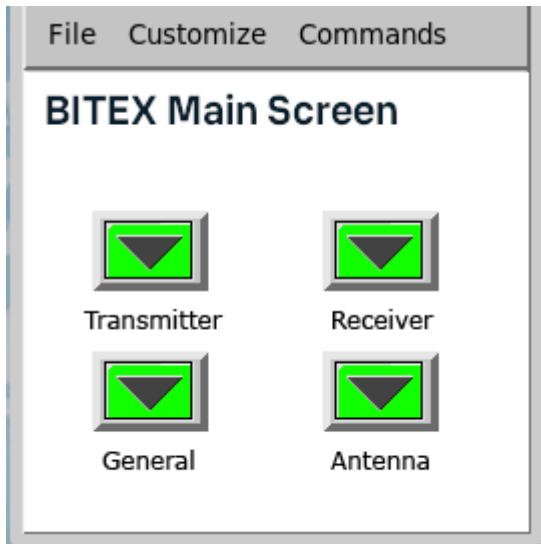 File Customize Commands
BITEX Main Screen
Transmitter Receiver
General Antenna